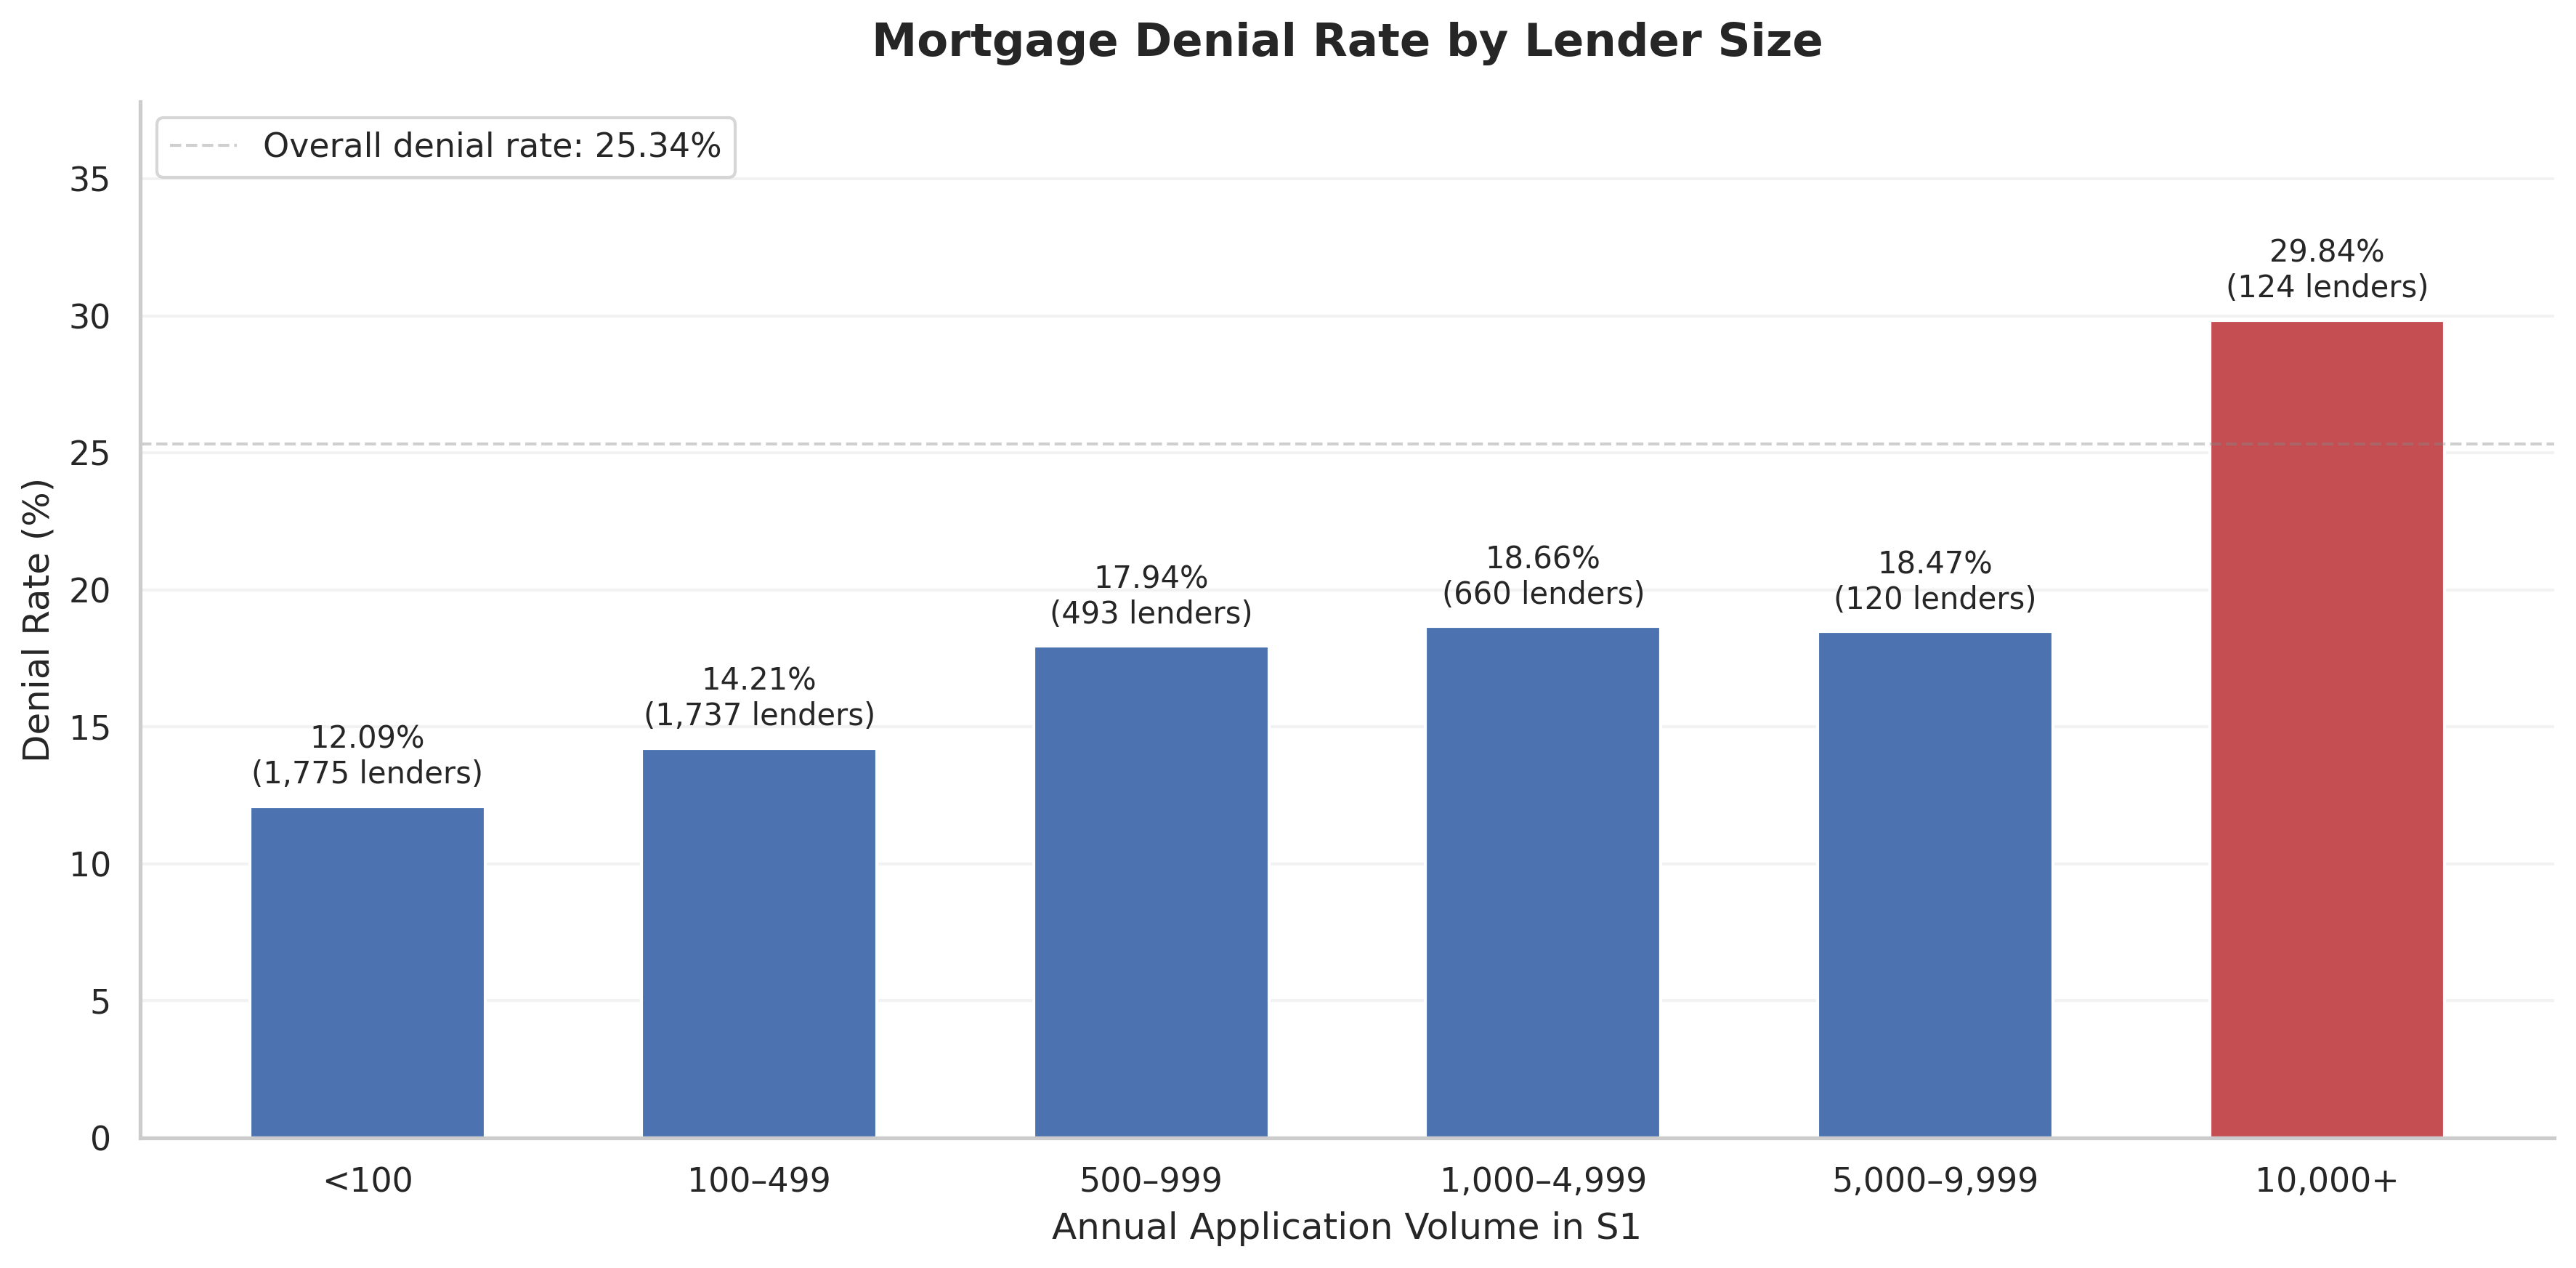 Mortgage Denial Rate by Lender Size
Overall denial rate: 25.34%
Denial Rate (%)
35
30
25
20
15
10
5
0
12.09%
(1,775 lenders)
14.21%
(1,737 lenders)
17.94%
(493 lenders)
18.66%
(660 lenders)
18.47%
(120 lenders)
29.84%
(124 lenders)
<100
100–499
500–999
1,000–4,999
5,000–9,999
10,000+
Annual Application Volume in S1